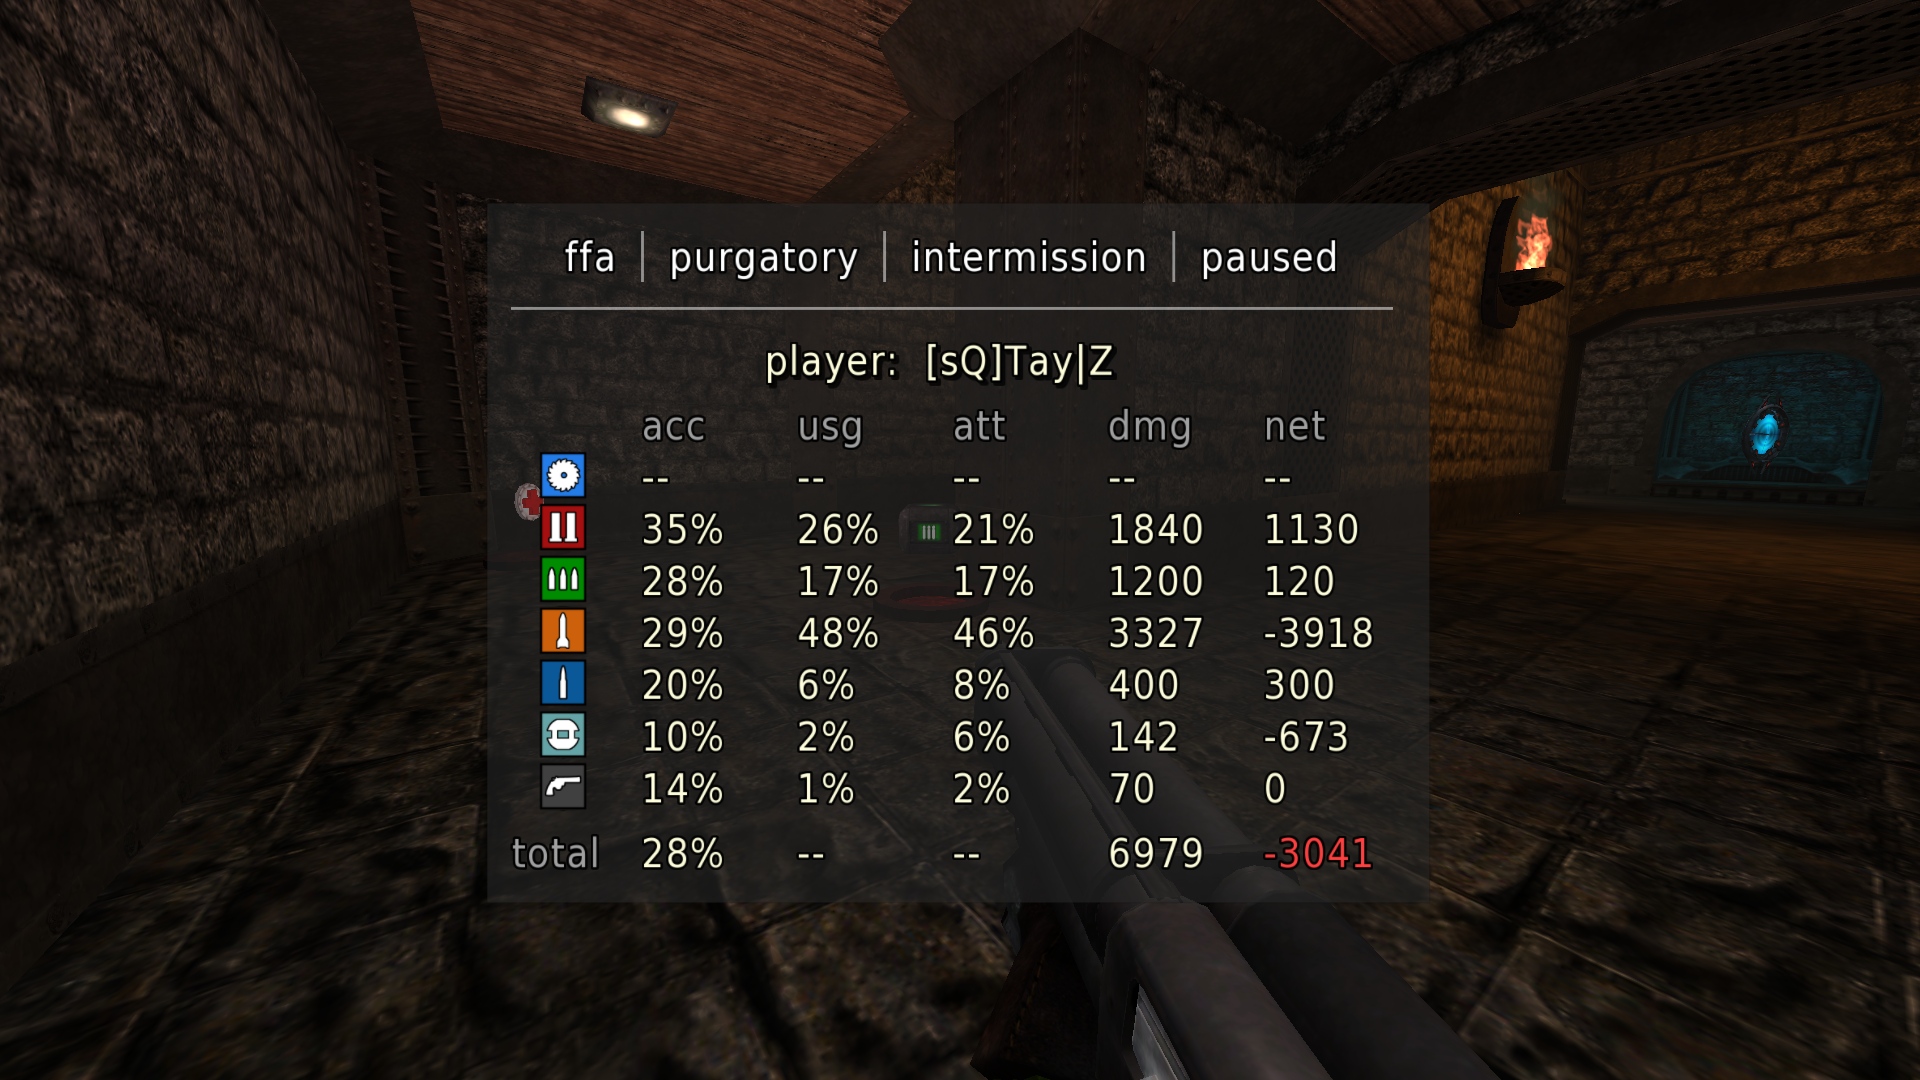 ffa | purgatory | intermission | paused
player: [sQ]Tay|Z
acc usg att dmg net
-- -- -- -- --
35% 26% 21% 1840 1130
28% 17% 17% 1200 120
29% 48% 46% 3327 -3918
20% 6% 8% 400 300
10% 2% 6% 142 -673
14% 1% 2% 70 0
total 28% -- -- 6979 -3041